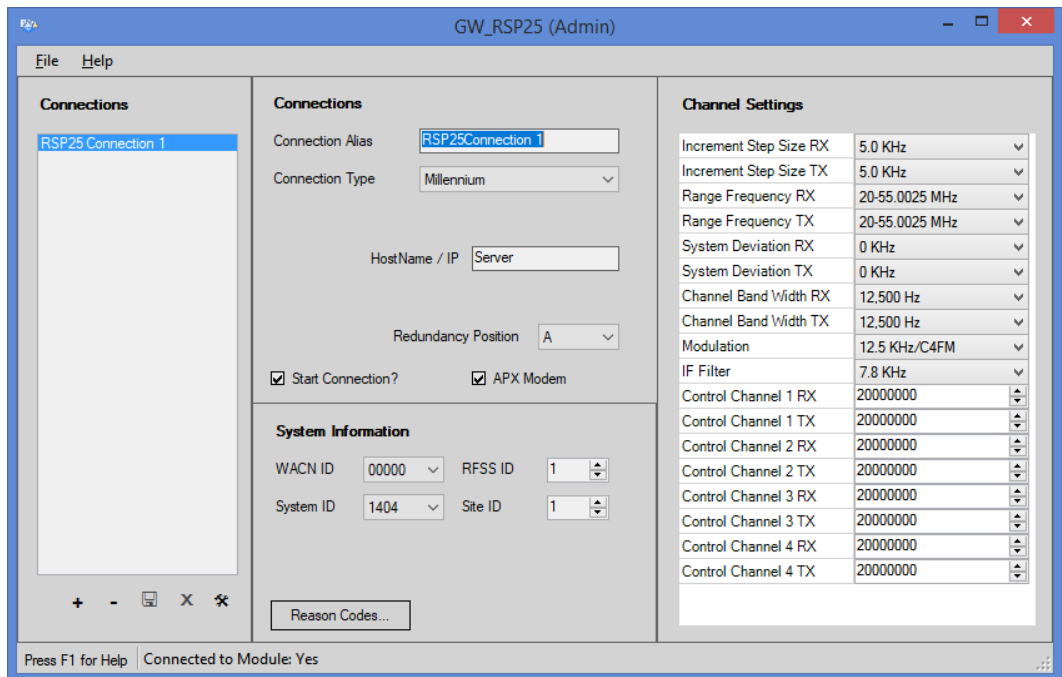 GW_RSP25 (Admin)
File Help
Connections
RSP25 Connection 1
+ - X
Connections
Connection Alias RSP25Connection 1
Connection Type Millennium
HostName / IP Server
Redundancy Position A
Start Connection? APX Modem
System Information
WACN ID 00000 RFSS ID 1
System ID 1404 Site ID 1
Reason Codes...
Channel Settings
Increment Step Size RX 5.0 KHz
Increment Step Size TX 5.0 KHz
Range Frequency RX 20-55.0025 MHz
Range Frequency TX 20-55.0025 MHz
System Deviation RX 0 KHz
System Deviation TX 0 KHz
Channel Band Width RX 12,500 Hz
Channel Band Width TX 12,500 Hz
Modulation 12.5 KHz/C4FM
IF Filter 7.8 KHz
Control Channel 1 RX 20000000
Control Channel 1 TX 20000000
Control Channel 2 RX 20000000
Control Channel 2 TX 20000000
Control Channel 3 RX 20000000
Control Channel 3 TX 20000000
Control Channel 4 RX 20000000
Control Channel 4 TX 20000000
Press F1 for Help Connected to Module: Yes